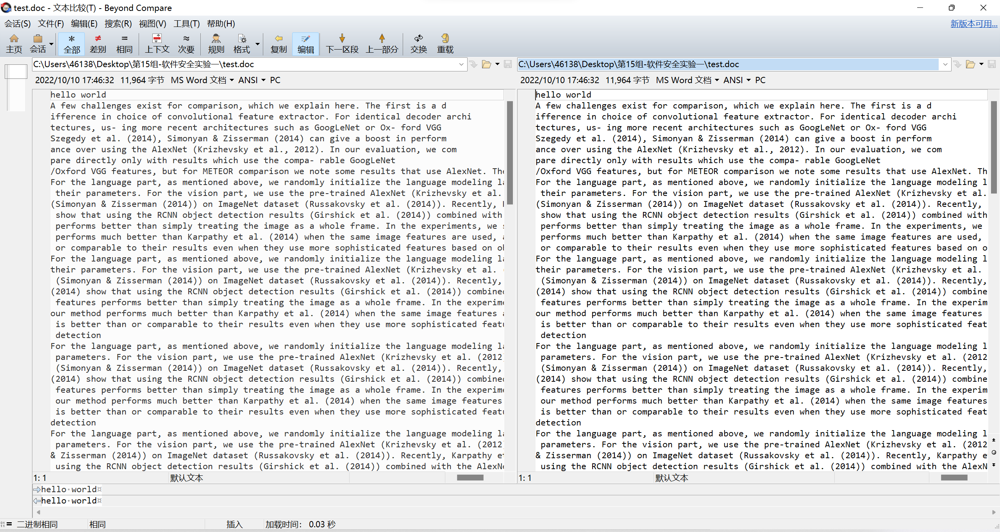 test.doc - 文本比较(T) - Beyond Compare
会话(S) 文件(F) 编辑(E) 搜索(R) 视图(V) 工具(T) 帮助(H) 新版本可用...
主页 会话 全部 差别 相同 上下文 次要 规则 格式 复制 编辑 下一区段 上一部分 交换 重载
C:\Users\46138\Desktop\第15组-软件安全实验一\test.doc
2022/10/10 17:46:32 11,964 字节 MS Word 文档 ANSI PC
hello world
A few challenges exist for comparison, which we explain here. The first is a d
ifference in choice of convolutional feature extractor. For identical decoder archi
tectures, us- ing more recent architectures such as GoogLeNet or Ox- ford VGG
Szegedy et al. (2014), Simonyan & Zisserman (2014) can give a boost in perform
ance over using the AlexNet (Krizhevsky et al., 2012). In our evaluation, we com
pare directly only with results which use the compa- rable GoogLeNet
/Oxford VGG features, but for METEOR comparison we note some results that use AlexNet. Th
For the language part, as mentioned above, we randomly initialize the language modeling l
their parameters. For the vision part, we use the pre-trained AlexNet (Krizhevsky et al.
(Simonyan & Zisserman (2014)) on ImageNet dataset (Russakovsky et al. (2014)). Recently,
show that using the RCNN object detection results (Girshick et al. (2014)) combined with
performs better than simply treating the image as a whole frame. In the experiments, we
performs much better than Karpathy et al. (2014) when the same image features are used,
or comparable to their results even when they use more sophisticated features based on o
For the language part, as mentioned above, we randomly initialize the language modeling l
their parameters. For the vision part, we use the pre-trained AlexNet (Krizhevsky et al.
(Simonyan & Zisserman (2014)) on ImageNet dataset (Russakovsky et al. (2014)). Recently,
(2014) show that using the RCNN object detection results (Girshick et al. (2014)) combine
features performs better than simply treating the image as a whole frame. In the experim
our method performs much better than Karpathy et al. (2014) when the same image features
is better than or comparable to their results even when they use more sophisticated feat
detection
For the language part, as mentioned above, we randomly initialize the language modeling l
parameters. For the vision part, we use the pre-trained AlexNet (Krizhevsky et al. (2012
(Simonyan & Zisserman (2014)) on ImageNet dataset (Russakovsky et al. (2014)). Recently,
(2014) show that using the RCNN object detection results (Girshick et al. (2014)) combine
features performs better than simply treating the image as a whole frame. In the experim
our method performs much better than Karpathy et al. (2014) when the same image features
is better than or comparable to their results even when they use more sophisticated feat
detection
For the language part, as mentioned above, we randomly initialize the language modeling l
parameters. For the vision part, we use the pre-trained AlexNet (Krizhevsky et al. (2012
& Zisserman (2014)) on ImageNet dataset (Russakovsky et al. (2014)). Recently, Karpathy e
using the RCNN object detection results (Girshick et al. (2014)) combined with the AlexN
1: 1 默认文本
C:\Users\46138\Desktop\第15组-软件安全实验一\test.doc
2022/10/10 17:46:32 11,964 字节 MS Word 文档 ANSI PC
hello world
A few challenges exist for comparison, which we explain here. The first is a d
ifference in choice of convolutional feature extractor. For identical decoder archi
tectures, us- ing more recent architectures such as GoogLeNet or Ox- ford VGG
Szegedy et al. (2014), Simonyan & Zisserman (2014) can give a boost in perform
ance over using the AlexNet (Krizhevsky et al., 2012). In our evaluation, we com
pare directly only with results which use the compa- rable GoogLeNet
/Oxford VGG features, but for METEOR comparison we note some results that use AlexNet. Th
For the language part, as mentioned above, we randomly initialize the language modeling l
their parameters. For the vision part, we use the pre-trained AlexNet (Krizhevsky et al.
(Simonyan & Zisserman (2014)) on ImageNet dataset (Russakovsky et al. (2014)). Recently,
show that using the RCNN object detection results (Girshick et al. (2014)) combined with
performs better than simply treating the image as a whole frame. In the experiments, we
performs much better than Karpathy et al. (2014) when the same image features are used,
or comparable to their results even when they use more sophisticated features based on o
For the language part, as mentioned above, we randomly initialize the language modeling l
their parameters. For the vision part, we use the pre-trained AlexNet (Krizhevsky et al.
(Simonyan & Zisserman (2014)) on ImageNet dataset (Russakovsky et al. (2014)). Recently,
(2014) show that using the RCNN object detection results (Girshick et al. (2014)) combine
features performs better than simply treating the image as a whole frame. In the experim
our method performs much better than Karpathy et al. (2014) when the same image features
is better than or comparable to their results even when they use more sophisticated feat
detection
For the language part, as mentioned above, we randomly initialize the language modeling l
parameters. For the vision part, we use the pre-trained AlexNet (Krizhevsky et al. (2012
(Simonyan & Zisserman (2014)) on ImageNet dataset (Russakovsky et al. (2014)). Recently,
(2014) show that using the RCNN object detection results (Girshick et al. (2014)) combine
features performs better than simply treating the image as a whole frame. In the experim
our method performs much better than Karpathy et al. (2014) when the same image features
is better than or comparable to their results even when they use more sophisticated feat
detection
For the language part, as mentioned above, we randomly initialize the language modeling l
parameters. For the vision part, we use the pre-trained AlexNet (Krizhevsky et al. (2012
& Zisserman (2014)) on ImageNet dataset (Russakovsky et al. (2014)). Recently, Karpathy e
using the RCNN object detection results (Girshick et al. (2014)) combined with the AlexN
1: 1 默认文本
hello·world¤
hello·world¤
二进制相同 相同 插入 加载时间: 0.03 秒